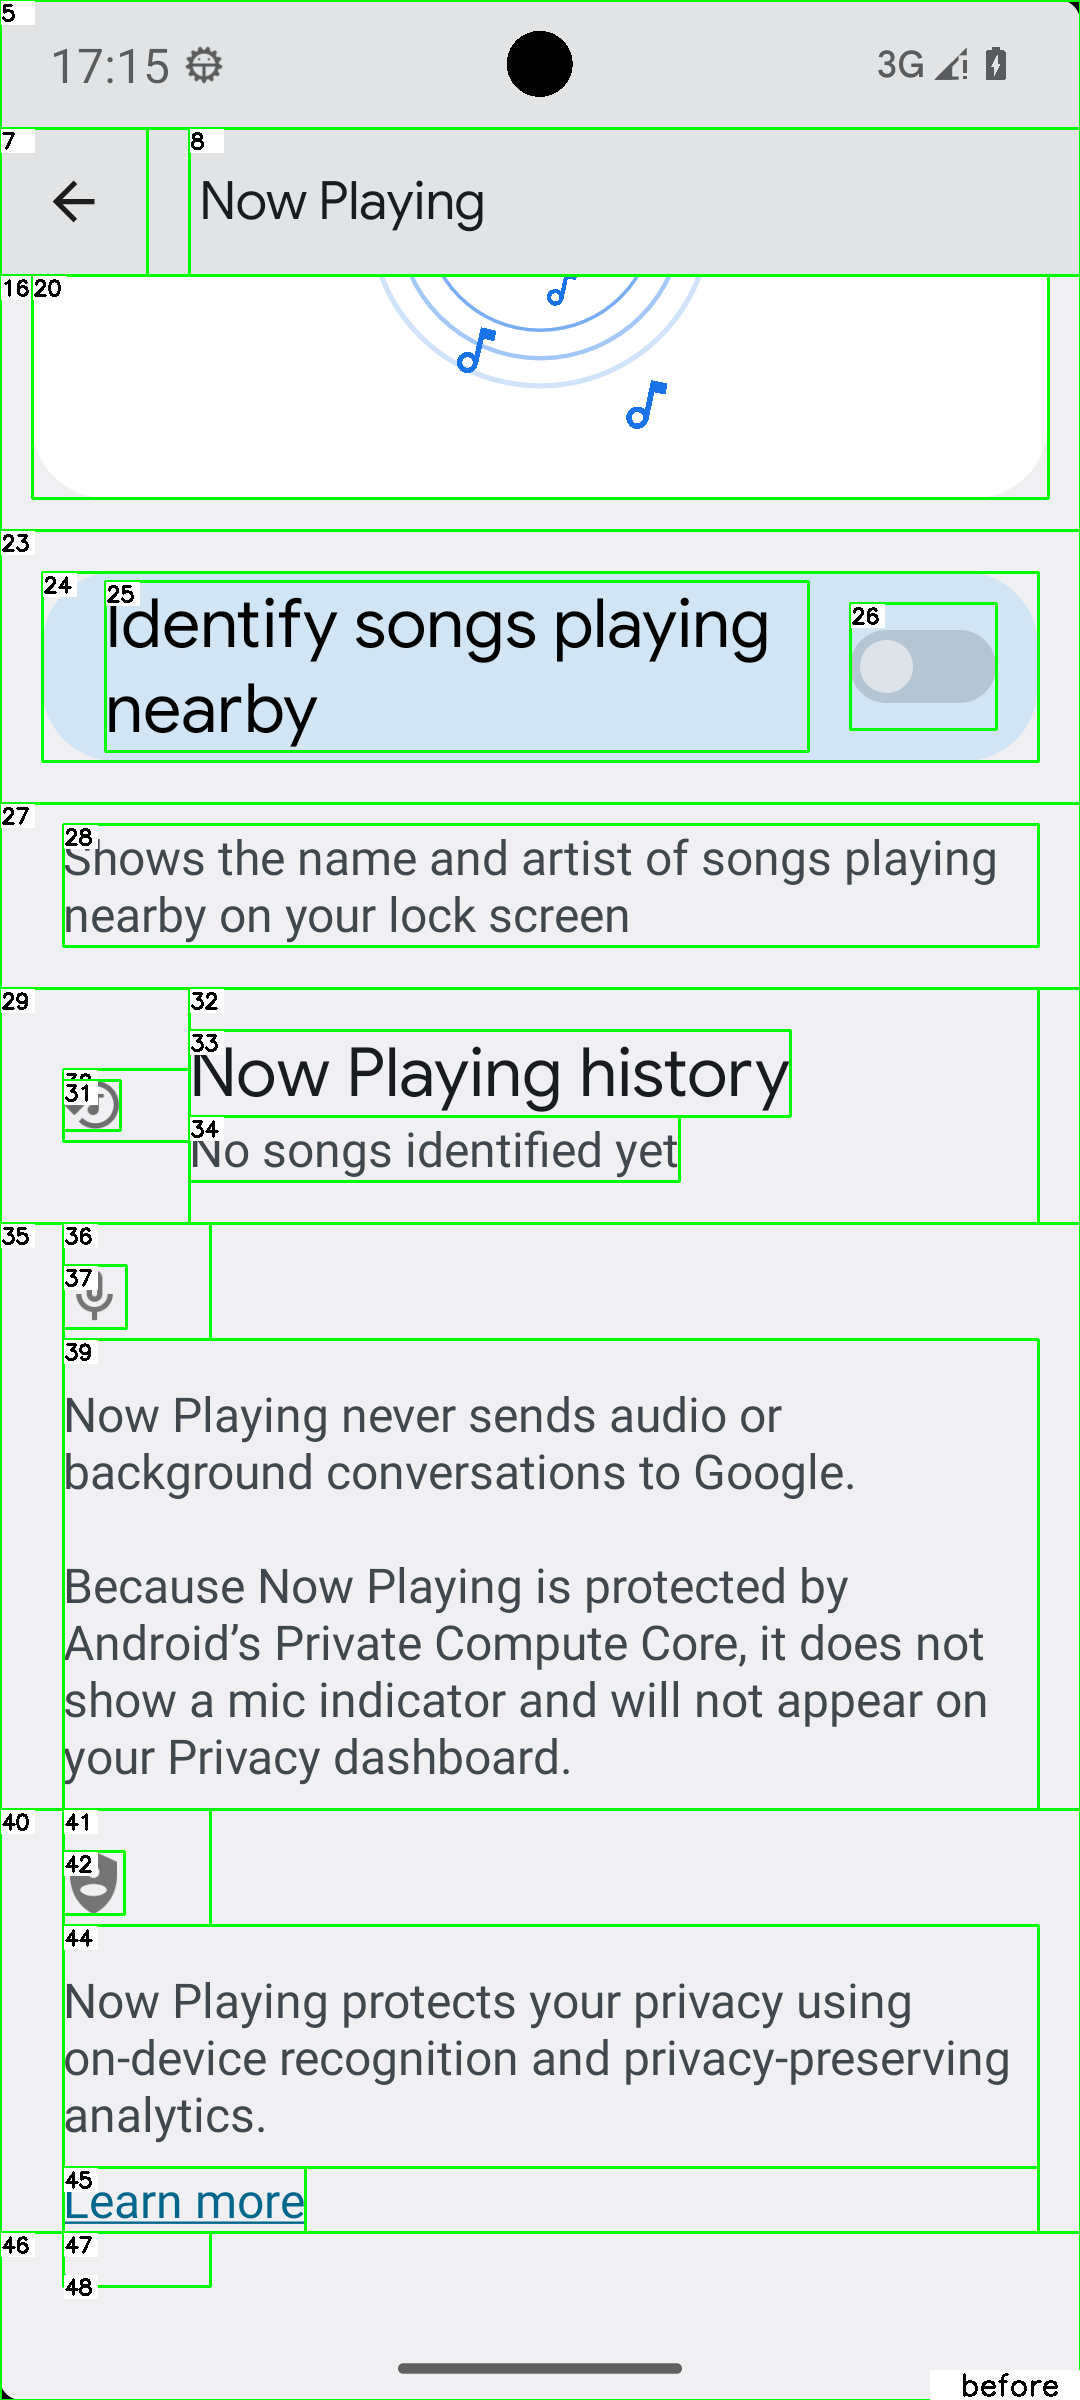 5
17:15
3G
7
8
Now Playing
16
20
23
24
25
Identify songs playing
nearby
26
27
28
Shows the name and artist of songs playing
nearby on your lock screen
29
32
33
Now Playing history
31
34
No songs identified yet
35
36
37
39
Now Playing never sends audio or
background conversations to Google.
Because Now Playing is protected by
Android’s Private Compute Core, it does not
show a mic indicator and will not appear on
your Privacy dashboard.
40
41
42
44
Now Playing protects your privacy using
on-device recognition and privacy-preserving
analytics.
45
Learn more
46
47
48
before